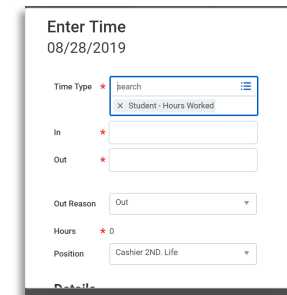 Enter Time
08/28/2019
Time Type * search
× Student - Hours Worked
In *
Out *
Out Reason Out
Hours * 0
Position Cashier 2ND. Life
Details